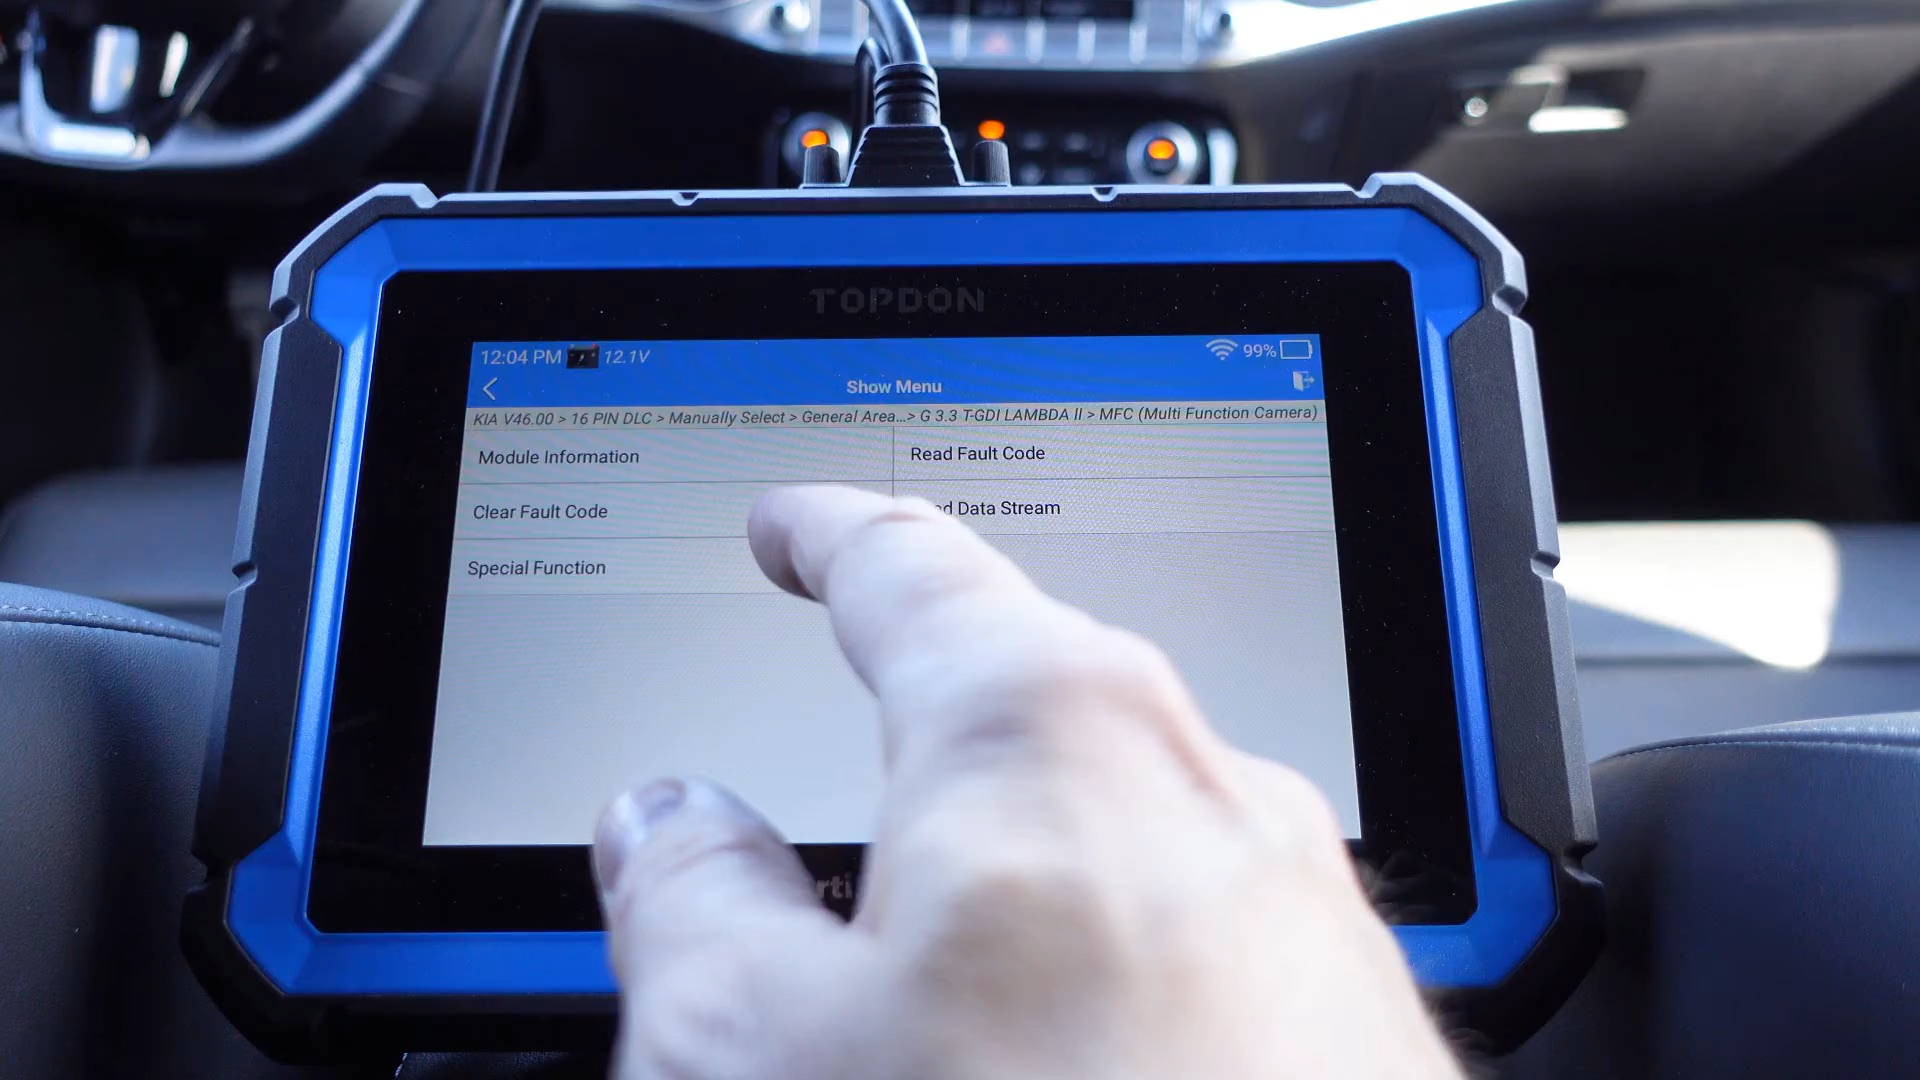 TOPDON
12:04 PM 12.1V 99%
Show Menu
KIA V46.00 > 16 PIN DLC > Manually Select > General Area...> G 3.3 T-GDI LAMBDA II > MFC (Multi Function Camera)
Module Information Read Fault Code
Clear Fault Code Data Stream
Special Function